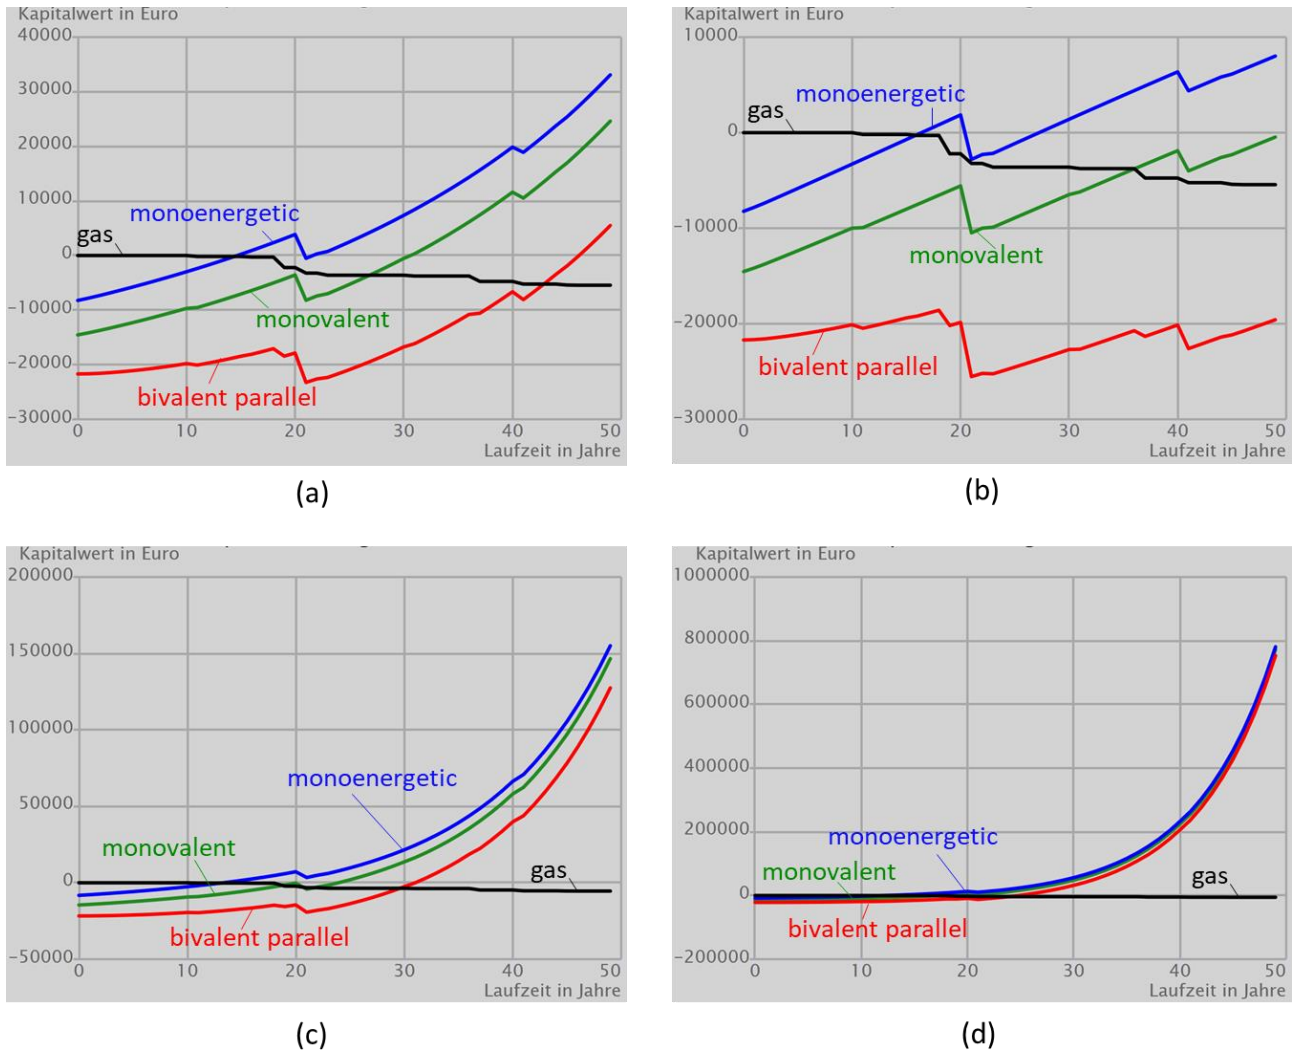 Kapitalwert in Euro
40000
30000
20000
10000
0
−10000
−20000
−30000
monoenergetic
gas
monovalent
bivalent parallel
0 10 20 30 40 50
Laufzeit in Jahre
(a)
Kapitalwert in Euro
10000
0
−10000
−20000
−30000
monoenergetic
gas
monovalent
bivalent parallel
0 10 20 30 40 50
Laufzeit in Jahre
(b)
Kapitalwert in Euro
200000
150000
100000
50000
0
−50000
monoenergetic
monovalent
gas
bivalent parallel
0 10 20 30 40 50
Laufzeit in Jahre
(c)
Kapitalwert in Euro
1000000
800000
600000
400000
200000
0
−200000
monoenergetic
monovalent
gas
bivalent parallel
0 10 20 30 40 50
Laufzeit in Jahre
(d)